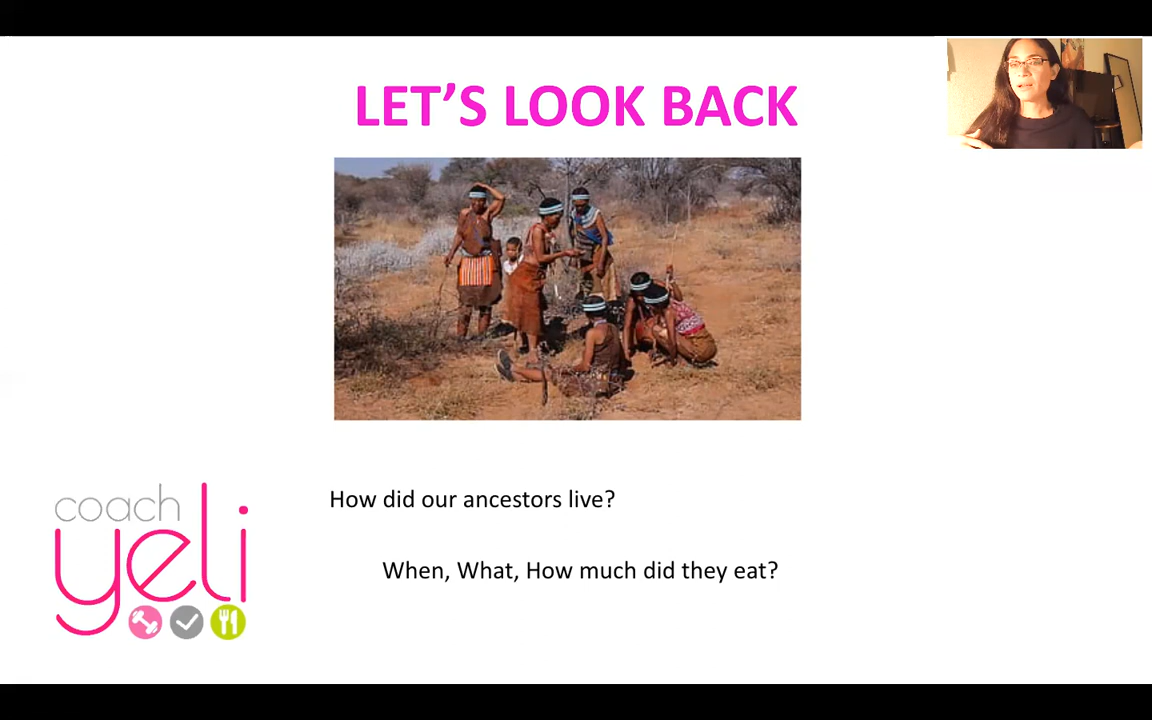 LET’S LOOK BACK
How did our ancestors live?
coach
yeli
When, What, How much did they eat?